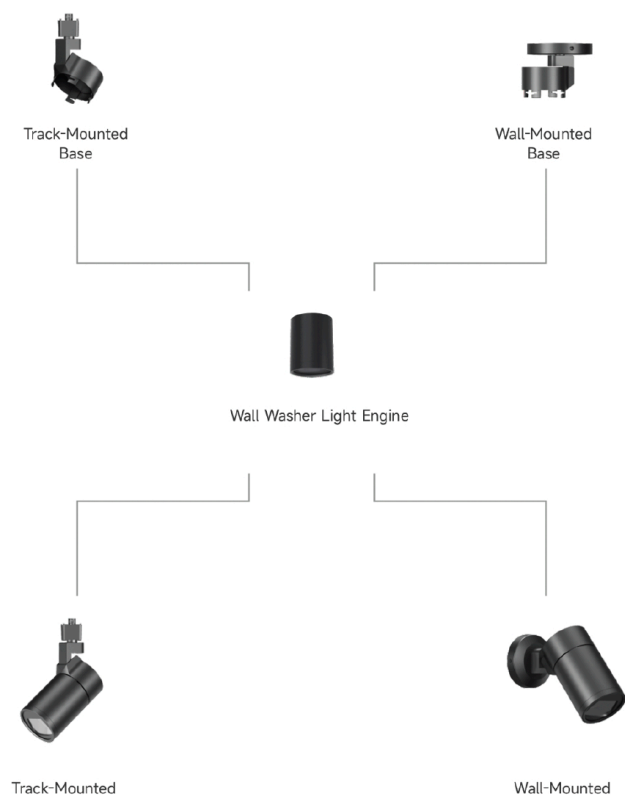 Track-Mounted
Base
Wall-Mounted
Base
Wall Washer Light Engine
Track-Mounted
Wall-Mounted